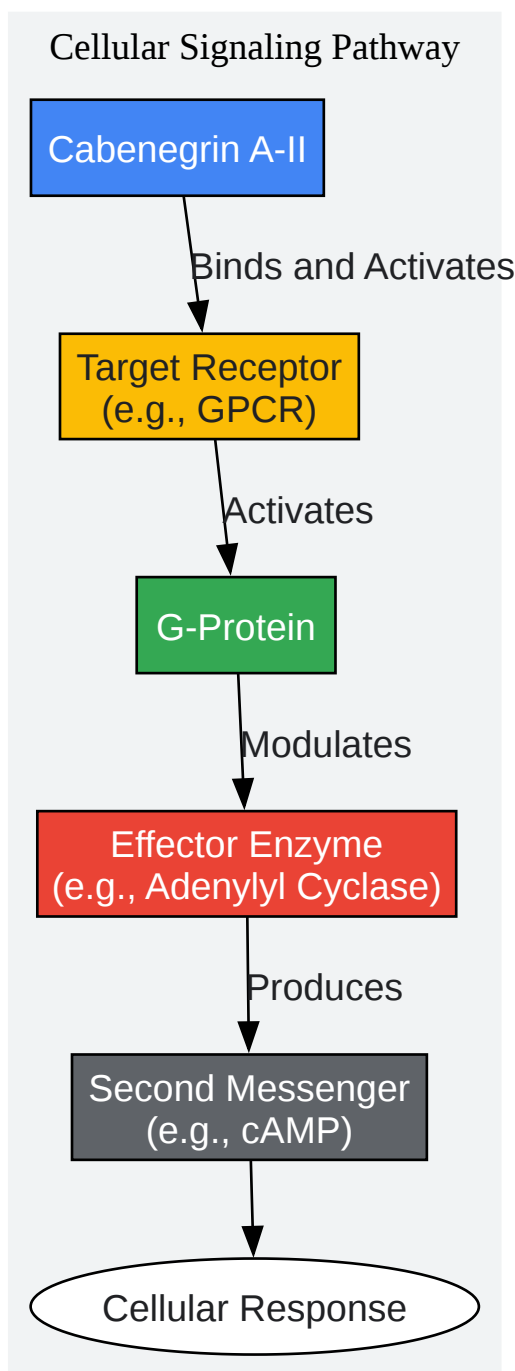 Cellular Signaling Pathway
Cabenegrin A-II
Binds and Activates
Target Receptor
(e.g., GPCR)
Activates
G-Protein
Modulates
Effector Enzyme
(e.g., Adenylyl Cyclase)
Produces
Second Messenger
(e.g., cAMP)
Cellular Response